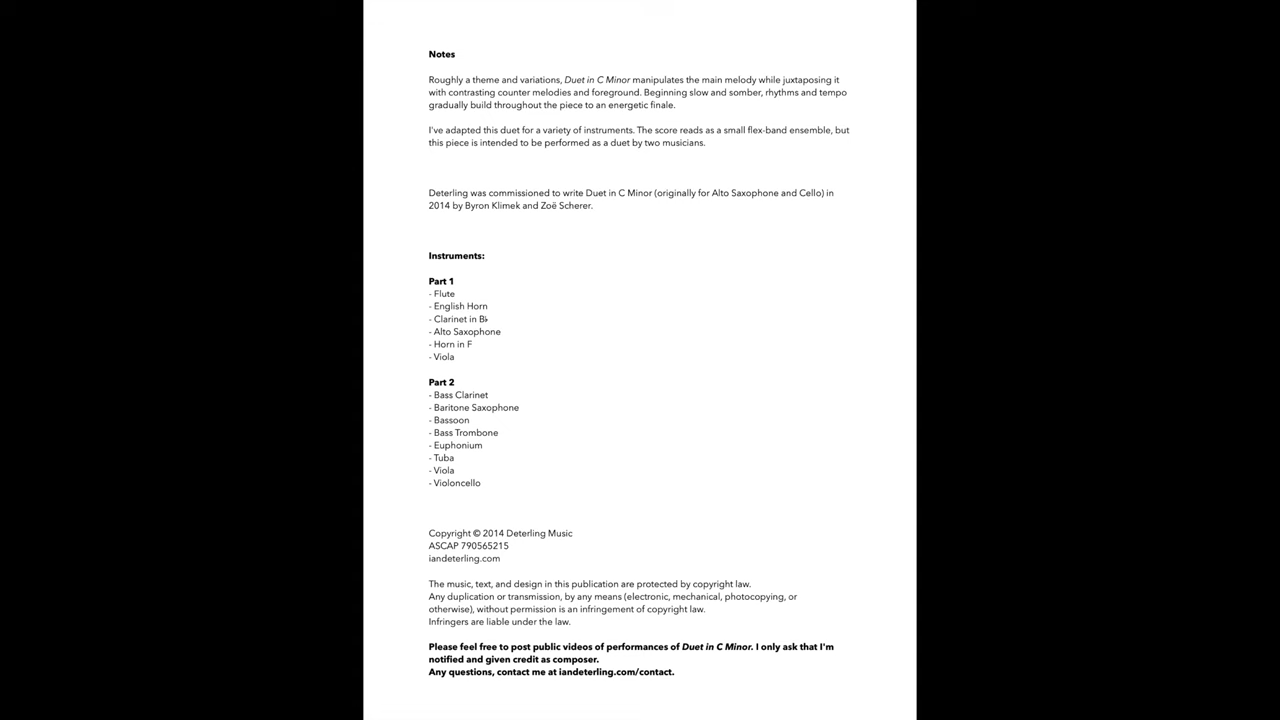 Notes
Roughly a theme and variations, Duet in C Minor manipulates the main melody while juxtaposing it
with contrasting counter melodies and foreground. Beginning slow and somber, rhythms and tempo
gradually build throughout the piece to an energetic finale.
I've adapted this duet for a variety of instruments. The score reads as a small flex-band ensemble, but
this piece is intended to be performed as a duet by two musicians.
Deterling was commissioned to write Duet in C Minor (originally for Alto Saxophone and Cello) in
2014 by Byron Klimek and Zoë Scherer.
Instruments:
Part 1
- Flute
- English Horn
- Clarinet in B♭
- Alto Saxophone
- Horn in F
- Viola
Part 2
- Bass Clarinet
- Baritone Saxophone
- Bassoon
- Bass Trombone
- Euphonium
- Tuba
- Viola
- Violoncello
Copyright © 2014 Deterling Music
ASCAP 790565215
iandeterling.com
The music, text, and design in this publication are protected by copyright law.
Any duplication or transmission, by any means (electronic, mechanical, photocopying, or
otherwise), without permission is an infringement of copyright law.
Infringers are liable under the law.
Please feel free to post public videos of performances of Duet in C Minor. I only ask that I'm
notified and given credit as composer.
Any questions, contact me at iandeterling.com/contact.